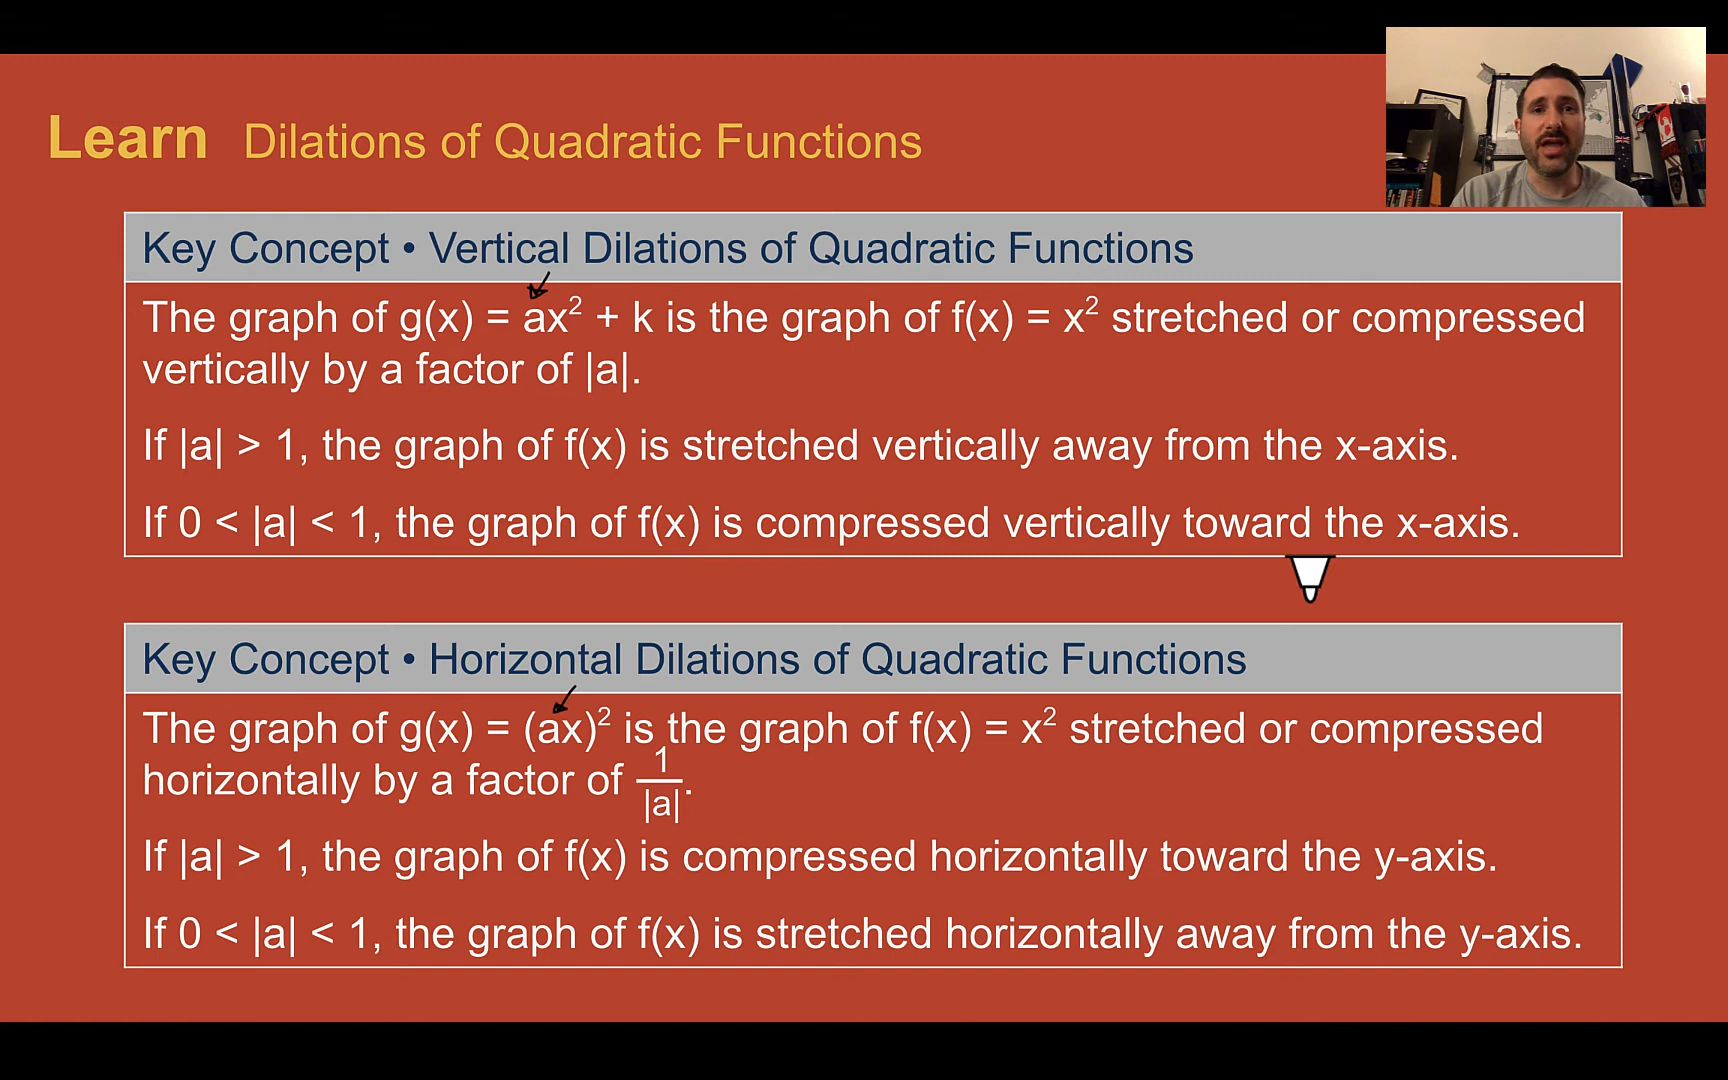 Learn Dilations of Quadratic Functions
Key Concept • Vertical Dilations of Quadratic Functions
The graph of g(x) = ax² + k is the graph of f(x) = x² stretched or compressed
vertically by a factor of |a|.
If |a| > 1, the graph of f(x) is stretched vertically away from the x-axis.
If 0 < |a| < 1, the graph of f(x) is compressed vertically toward the x-axis.
Key Concept • Horizontal Dilations of Quadratic Functions
The graph of g(x) = (ax)² is the graph of f(x) = x² stretched or compressed
horizontally by a factor of 1/|a|.
If |a| > 1, the graph of f(x) is compressed horizontally toward the y-axis.
If 0 < |a| < 1, the graph of f(x) is stretched horizontally away from the y-axis.